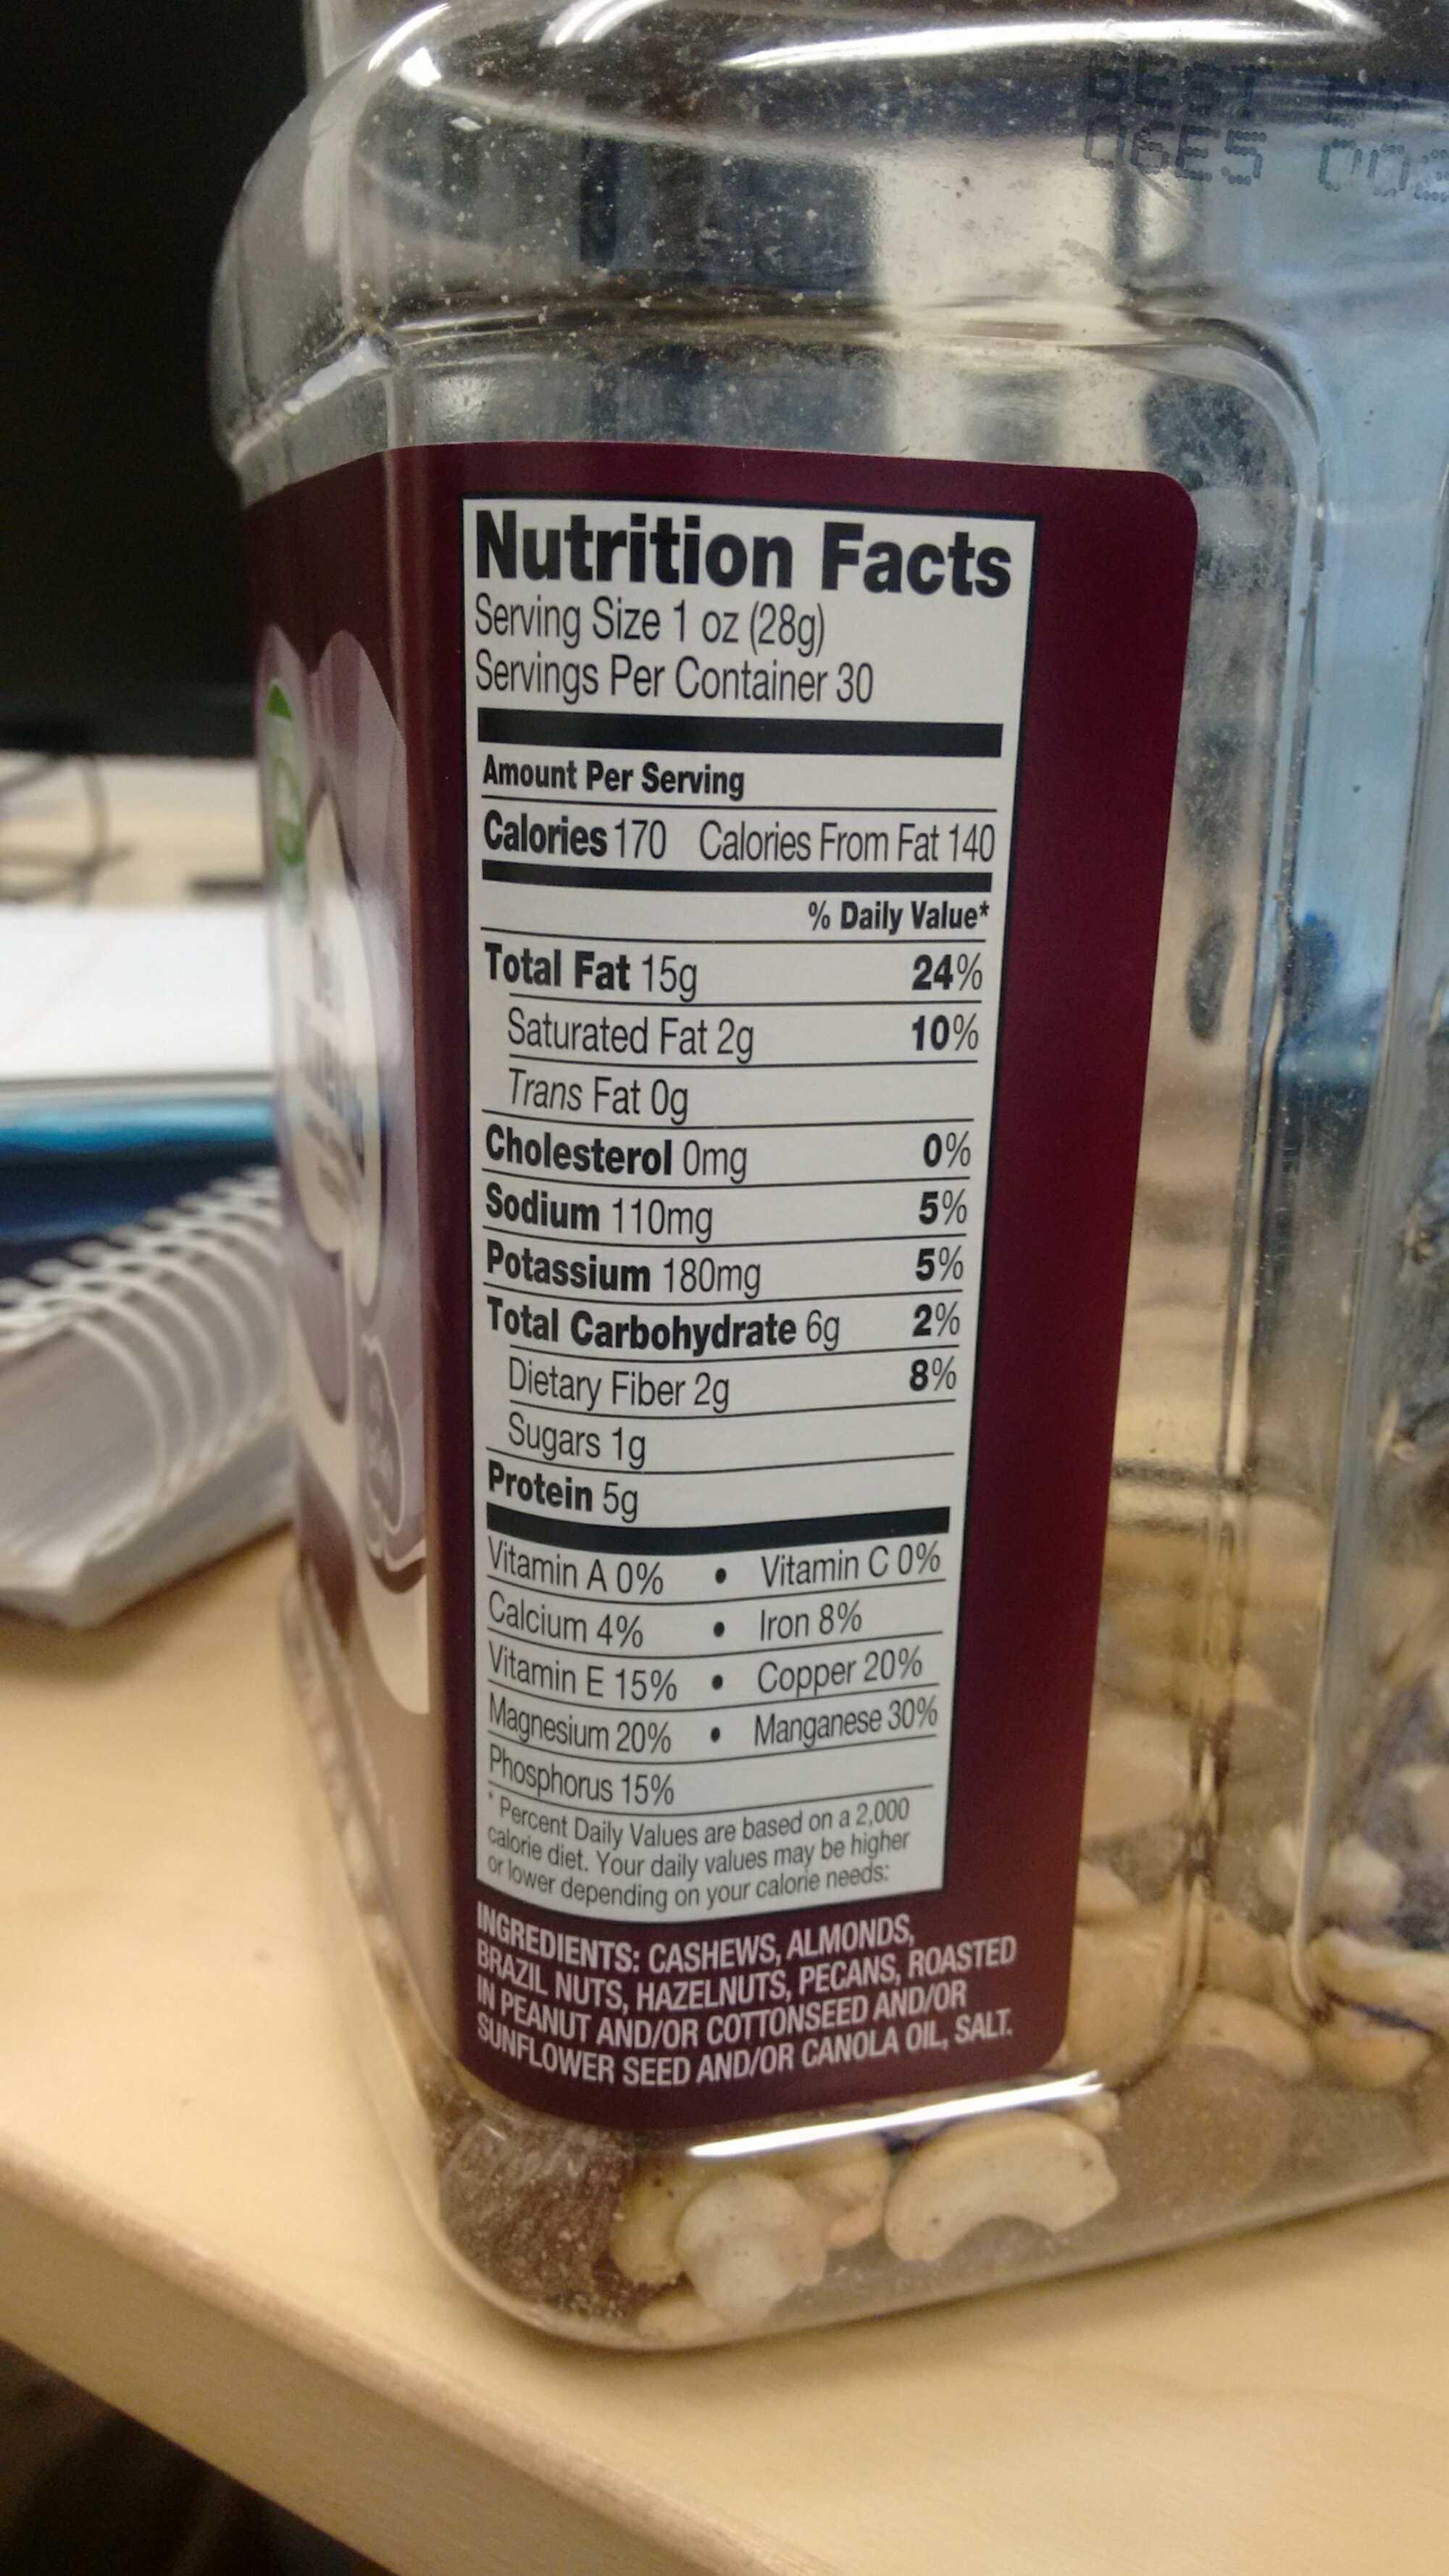 BEST
06E5
Nutrition Facts
Serving Size 1 oz (28g)
Servings Per Container 30
Amount Per Serving
Calories 170 Calories From Fat 140
% Daily Value*
Total Fat 15g 24%
Saturated Fat 2g 10%
Trans Fat 0g
Cholesterol 0mg 0%
Sodium 110mg 5%
Potassium 180mg 5%
Total Carbohydrate 6g 2%
Dietary Fiber 2g 8%
Sugars 1g
Protein 5g
Vitamin A 0% • Vitamin C 0%
Calcium 4% • Iron 8%
Vitamin E 15% • Copper 20%
Magnesium 20% • Manganese 30%
Phosphorus 15%
* Percent Daily Values are based on a 2,000
calorie diet. Your daily values may be higher
or lower depending on your calorie needs:
INGREDIENTS: CASHEWS, ALMONDS,
BRAZIL NUTS, HAZELNUTS, PECANS, ROASTED
IN PEANUT AND/OR COTTONSEED AND/OR
SUNFLOWER SEED AND/OR CANOLA OIL, SALT.